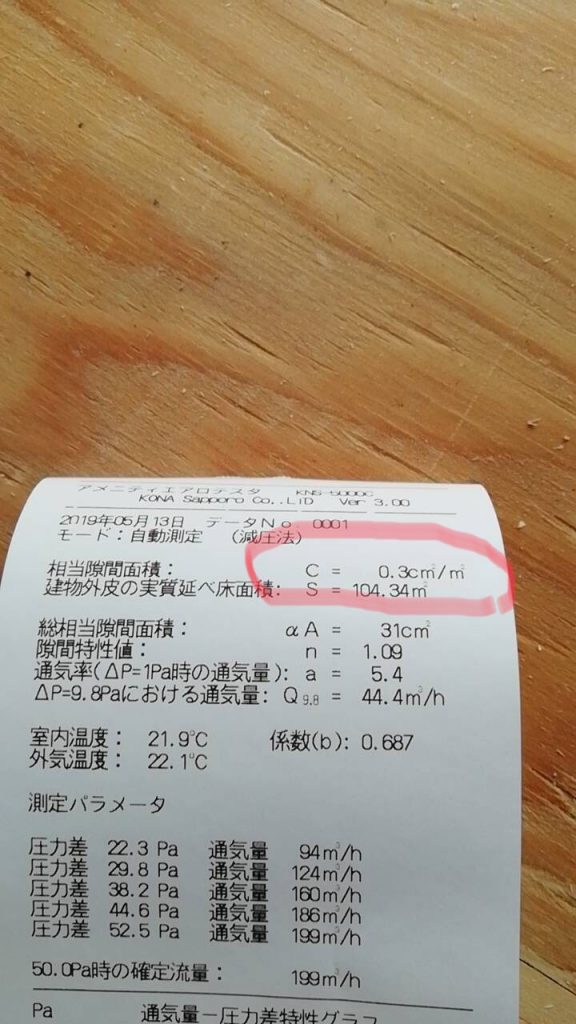 アメニティエアロテスタ KNS-5000C
KONA Sapporo Co.,LTD Ver 3.00
2019年05月13日 データNo. 0001
モード：自動測定 (減圧法)
相当隙間面積： C = 0.3cm²/m²
建物外皮の実質延べ床面積： S = 104.34m²
総相当隙間面積： αA = 31cm²
隙間特性値： n = 1.09
通気率(ΔP=1Pa時の通気量)： a = 5.4
ΔP=9.8Paにおける通気量： Q9.8 = 44.4m³/h
室内温度： 21.9℃ 係数(b)： 0.687
外気温度： 22.1℃
測定パラメータ
圧力差 22.3 Pa 通気量 94m³/h
圧力差 29.8 Pa 通気量 124m³/h
圧力差 38.2 Pa 通気量 160m³/h
圧力差 44.6 Pa 通気量 186m³/h
圧力差 52.5 Pa 通気量 199m³/h
50.0Pa時の確定流量： 199m³/h
Pa 通気量－圧力差特性グラフ